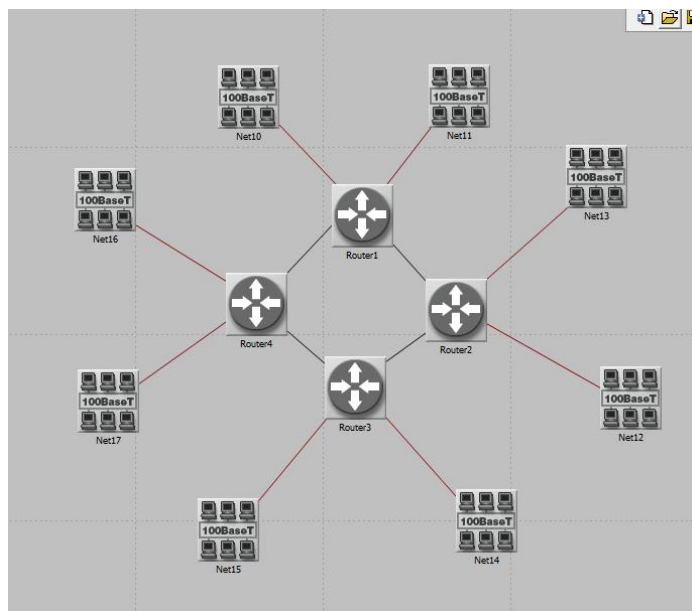 100BaseT
Net10
100BaseT
Net11
100BaseT
Net13
100BaseT
Net16
Router1
Router4
Router2
100BaseT
Net17
Router3
100BaseT
Net12
100BaseT
Net15
100BaseT
Net14